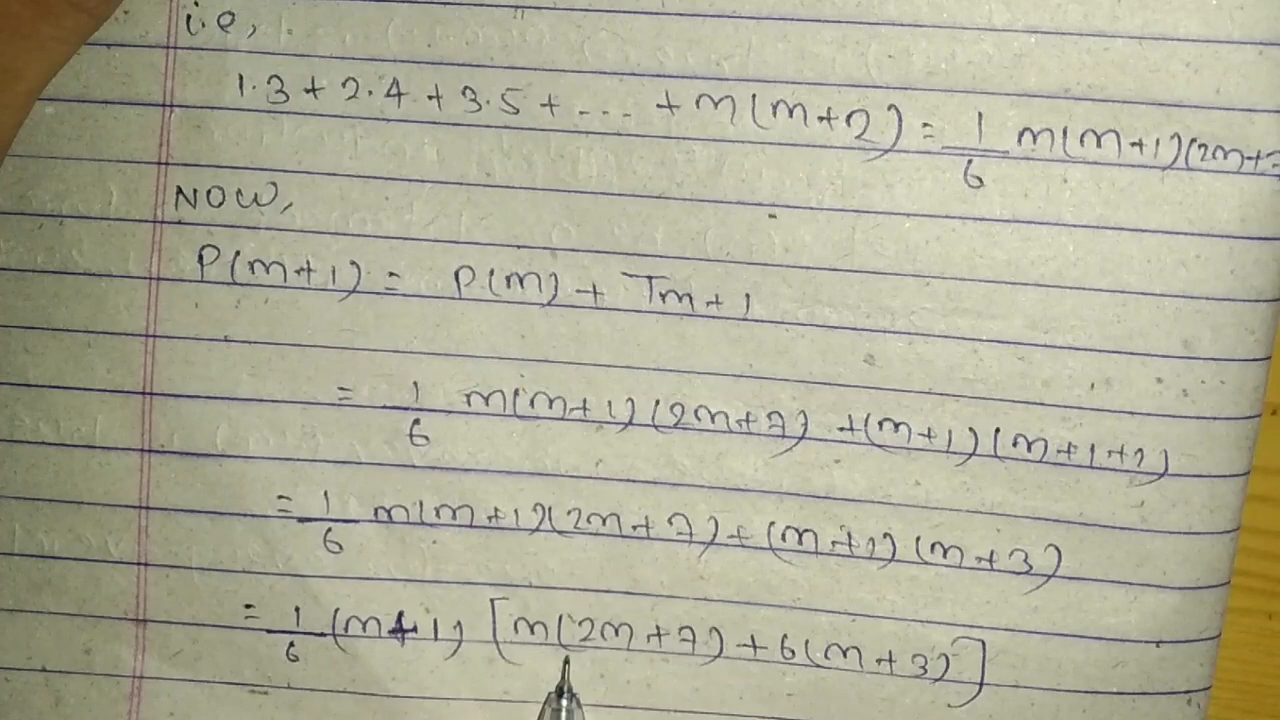 i.e,
1.3 + 2.4 + 3.5 + ... + m(m+2) = 1/6 m(m+1)(2m+
NOW,
P(m+1) = P(m) + Tm+1
= 1/6 m(m+1)(2m+7) + (m+1)(m+1+2)
= 1/6 m(m+1)(2m+7) + (m+1)(m+3)
= 1/6 (m+1) [m(2m+7) + 6(m+3)]